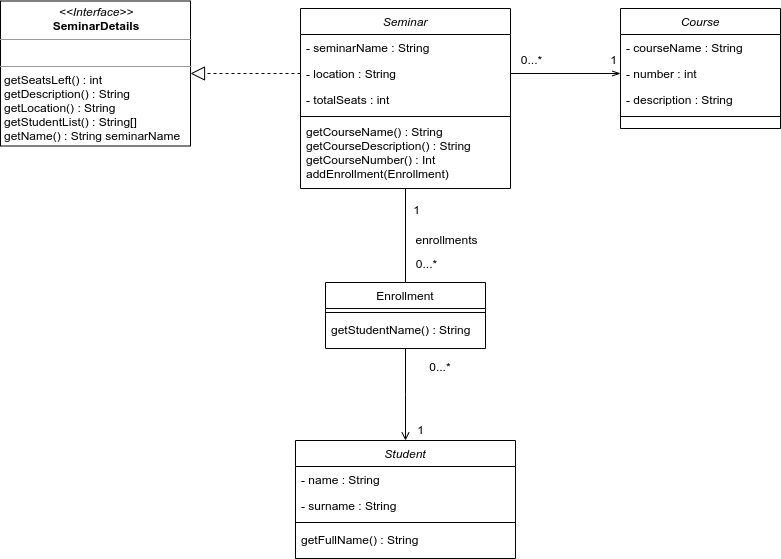 <<Interface>>
SeminarDetails
getSeatsLeft() : int
getDescription() : String
getLocation() : String
getStudentList() : String[]
getName() : String seminarName
Seminar
- seminarName : String
- location : String
- totalSeats : int
getCourseName() : String
getCourseDescription() : String
getCourseNumber() : Int
addEnrollment(Enrollment)
0...*
1
Course
- courseName : String
- number : int
- description : String
1
enrollments
0...*
Enrollment
getStudentName() : String
0...*
1
Student
- name : String
- surname : String
getFullName() : String